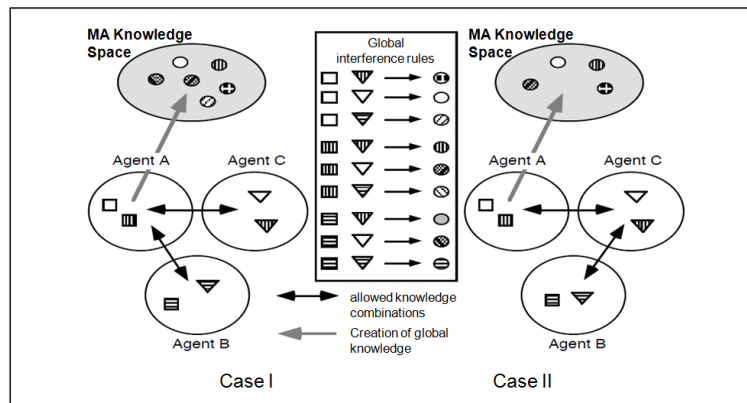 MA Knowledge
Space
Agent A
Agent C
Agent B
Case I
Global
interference rules
allowed knowledge
combinations
Creation of global
knowledge
MA Knowledge
Space
Agent A
Agent C
Agent B
Case II